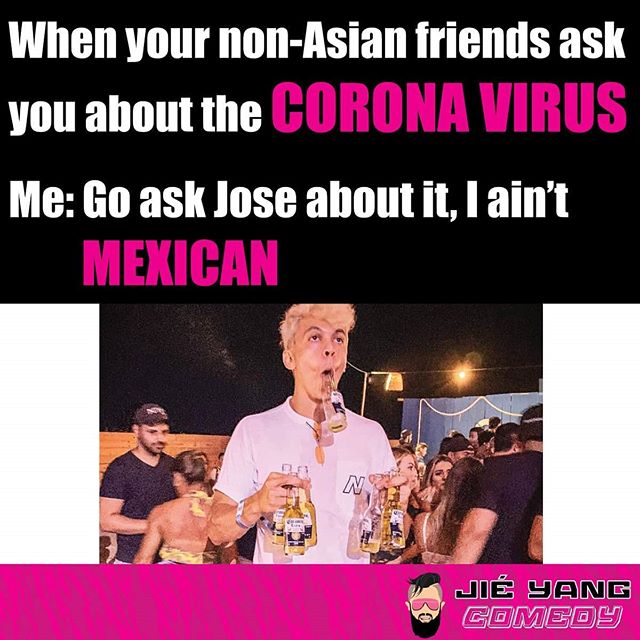 When your non-Asian friends ask
you about the CORONA VIRUS
Me: Go ask Jose about it, I ain't
MEXICAN
N
JIÉ YANG
COMEDY